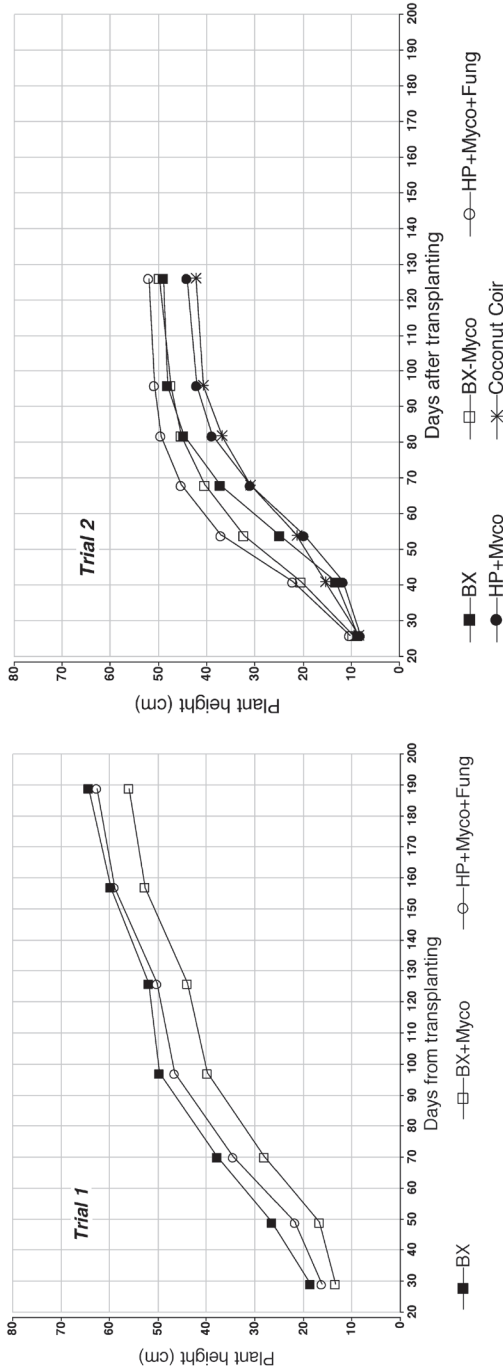 Trial 1
Plant height (cm)
80
70
60
50
40
30
20
10
0
20 30 40 50 60 70 80 90 100 110 120 130 140 150 160 170 180 190 200
Days from transplanting
BX
BX+Myco
HP+Myco+Fung
Trial 2
Plant height (cm)
80
70
60
50
40
30
20
10
0
20 30 40 50 60 70 80 90 100 110 120 130 140 150 160 170 180 190 200
Days after transplanting
BX
BX-Myco
HP+Myco+Fung
HP+Myco
Coconut Coir